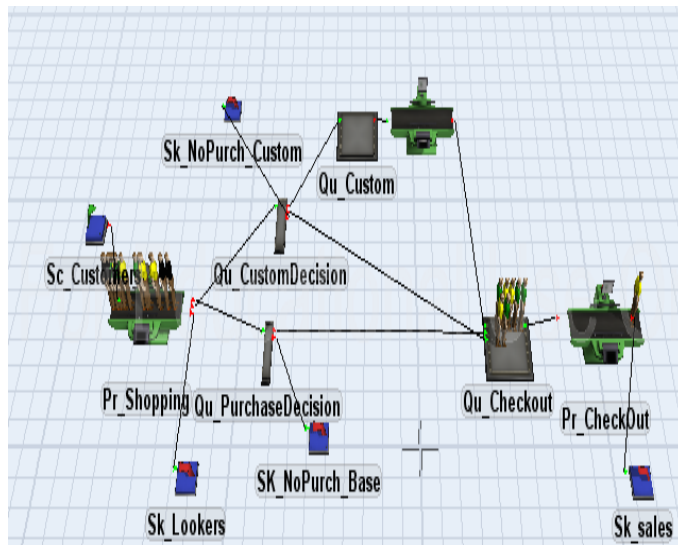 Sk_NoPurch_Custom
Qu_Custom
Sc_Customers
Qu_CustomDecision
Pr_Shopping
Qu_PurchaseDecision
Qu_Checkout
Pr_CheckOut
SK_NoPurch_Base
Sk_Lookers
Sk_sales